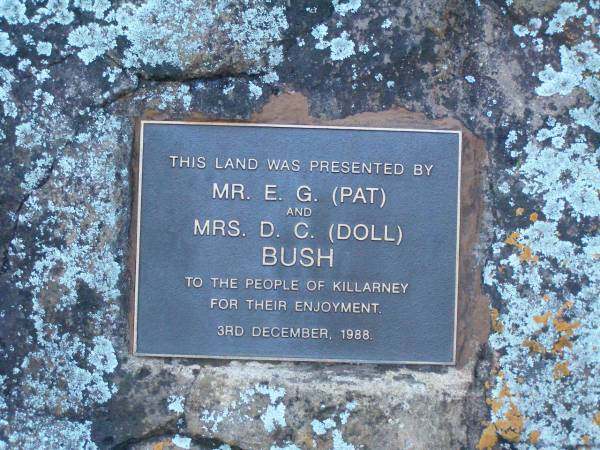 THIS LAND WAS PRESENTED BY
MR. E. G. (PAT)
AND
MRS. D. C. (DOLL)
BUSH
TO THE PEOPLE OF KILLARNEY
FOR THEIR ENJOYMENT.
3RD DECEMBER, 1988.